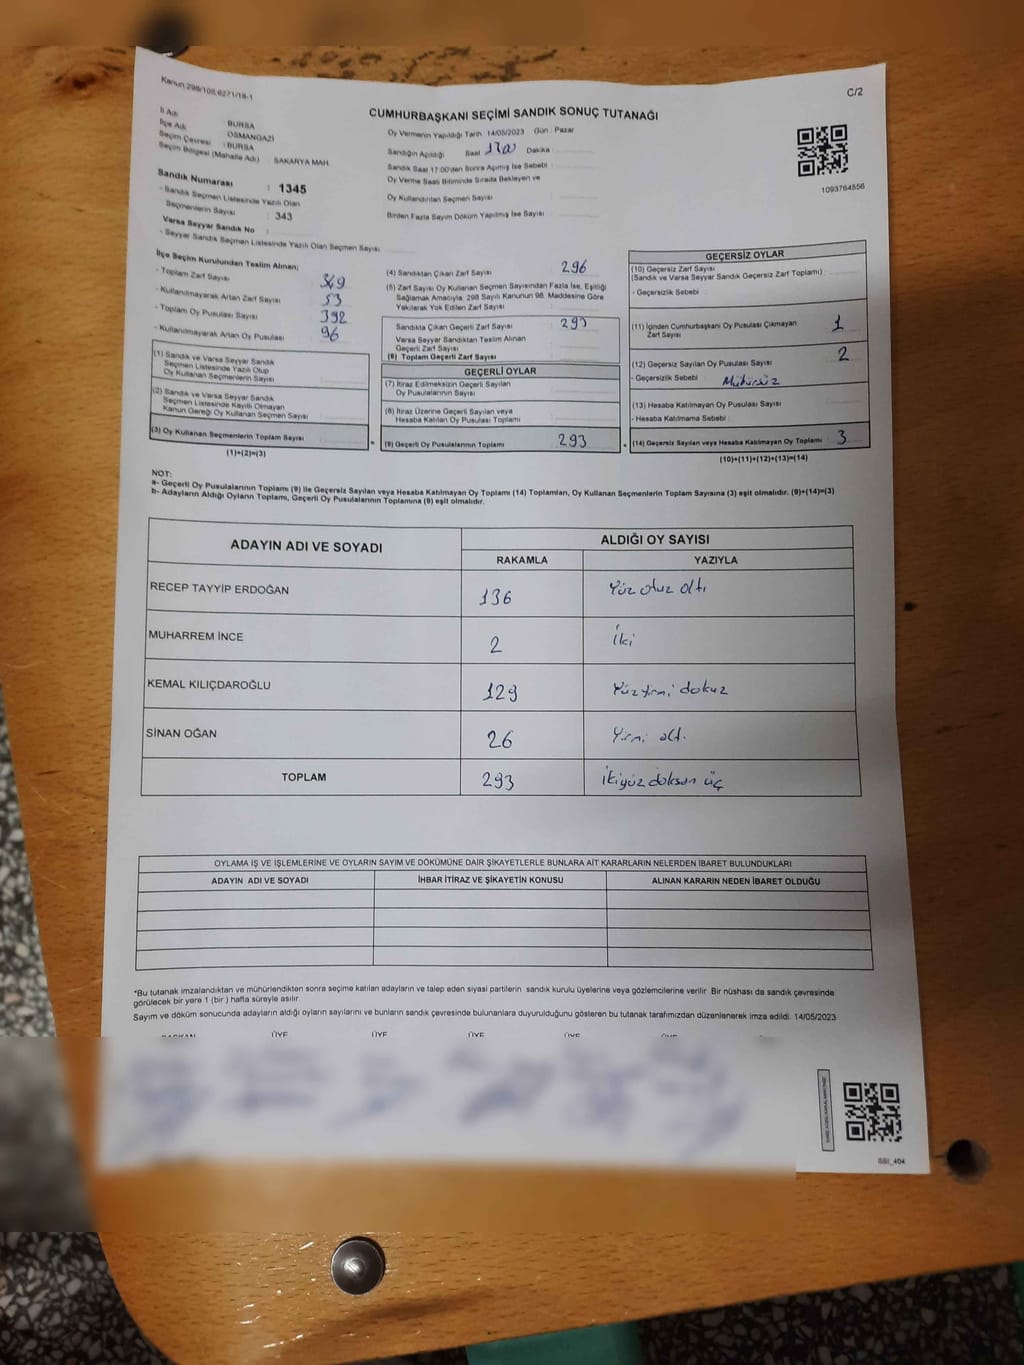 Kanun:298/105,6271/18-1
C/2
CUMHURBAŞKANI SEÇİMİ SANDIK SONUÇ TUTANAĞI
İl Adı : BURSA
İlçe Adı : OSMANGAZİ
Seçim Çevresi : BURSA
Seçim Bölgesi (Mahalle Adı) : SAKARYA MAH.
Sandık Numarası : 1345
- Sandık Seçmen Listesinde Yazılı Olan
Seçmenlerin Sayısı : 343
Varsa Seyyar Sandık No :
- Seyyar Sandık Seçmen Listesinde Yazılı Olan Seçmen Sayısı
Oy Vermenin Yapıldığı Tarih :14/05/2023 Gün : Pazar
Sandığın Açıldığı Saat Dakika :
Sandık Saat 17:00'den Sonra Açılmış İse Sebebi :
Oy Verme Saati Bitiminde Sırada Bekleyen ve
Oy Kullandırılan Seçmen Sayısı
Birden Fazla Sayım Döküm Yapılmış İse Sayısı
1093764556
İlçe Seçim Kurulundan Teslim Alınan;
- Toplam Zarf Sayısı 349
- Kullanılmayarak Artan Zarf Sayısı 53
- Toplam Oy Pusulası Sayısı 392
- Kullanılmayarak Artan Oy Pusulası 96
(1) Sandık ve Varsa Seyyar Sandık
Seçmen Listesinde Yazılı Olup
Oy Kullanan Seçmenlerin Sayısı
(2) Sandık ve Varsa Seyyar Sandık
Seçmen Listesinde Kayıtlı Olmayan
Kanun Gereği Oy Kullanan Seçmen Sayısı
(3) Oy Kullanan Seçmenlerin Toplam Sayısı
(1)+(2)=(3)
(4) Sandıktan Çıkan Zarf Sayısı 296
(5) Zarf Sayısı Oy Kullanan Seçmen Sayısından Fazla İse, Eşitliği
Sağlamak Amacıyla, 298 Sayılı Kanunun 98. Maddesine Göre
Yakılarak Yok Edilen Zarf Sayısı
Sandıkta Çıkan Geçerli Zarf Sayısı : 293
Varsa Seyyar Sandıktan Teslim Alınan
Geçerli Zarf Sayısı
(6) Toplam Geçerli Zarf Sayısı
GEÇERLİ OYLAR
(7) İtiraz Edilmeksizin Geçerli Sayılan
Oy Pusulalarının Sayısı
(8) İtiraz Üzerine Geçerli Sayılan veya
Hesaba Katılan Oy Pusulası Toplamı
(9) Geçerli Oy Pusulalarının Toplamı 293
GEÇERSİZ OYLAR
(10) Geçersiz Zarf Sayısı
(Sandık ve Varsa Seyyar Sandık Geçersiz Zarf Toplamı) :
- Geçersizlik Sebebi :
(11) İçinden Cumhurbaşkanı Oy Pusulası Çıkmayan
Zarf Sayısı 1
(12) Geçersiz Sayılan Oy Pusulası Sayısı 2
- Geçersizlik Sebebi : Mühürsüz
(13) Hesaba Katılmayan Oy Pusulası Sayısı
- Hesaba Katılmama Sebebi :
(14) Geçersiz Sayılan veya Hesaba Katılmayan Oy Toplamı : 3
(10)+(11)+(12)+(13)=(14)
NOT:
a- Geçerli Oy Pusulalarının Toplamı (9) ile Geçersiz Sayılan veya Hesaba Katılmayan Oy Toplamı (14) Toplamları, Oy Kullanan Seçmenlerin Toplam Sayısına (3) eşit olmalıdır. (9)+(14)=(3)
b- Adayların Aldığı Oyların Toplamı, Geçerli Oy Pusulalarının Toplamına (9) eşit olmalıdır.
ADAYIN ADI VE SOYADI ALDIĞI OY SAYISI
RAKAMLA YAZIYLA
RECEP TAYYİP ERDOĞAN 136 Yüz otuz altı
MUHARREM İNCE 2 İki
KEMAL KILIÇDAROĞLU 129 Yüzyirmi dokuz
SİNAN OĞAN 26 Yirmi altı
TOPLAM 293 İkiyüz doksan üç
OYLAMA İŞ VE İŞLEMLERİNE VE OYLARIN SAYIM VE DÖKÜMÜNE DAİR ŞİKAYETLERLE BUNLARA AİT KARARLARIN NELERDEN İBARET BULUNDUKLARI
ADAYIN ADI VE SOYADI İHBAR İTİRAZ VE ŞİKAYETİN KONUSU ALINAN KARARIN NEDEN İBARET OLDUĞU
*Bu tutanak imzalandıktan ve mühürlendikten sonra seçime katılan adayların ve talep eden siyasi partilerin sandık kurulu üyelerine veya gözlemcilerine verilir. Bir nüshası da sandık çevresinde
görülecek bir yere 1 (bir ) hafta süreyle asılır.
Sayım ve döküm sonucunda adayların aldığı oyların sayılarını ve bunların sandık çevresinde bulunanlara duyurulduğunu gösteren bu tutanak tarafımızdan düzenlenerek imza edildi. 14/05/2023
BAŞKAN ÜYE ÜYE ÜYE ÜYE ÜYE
SSI_404